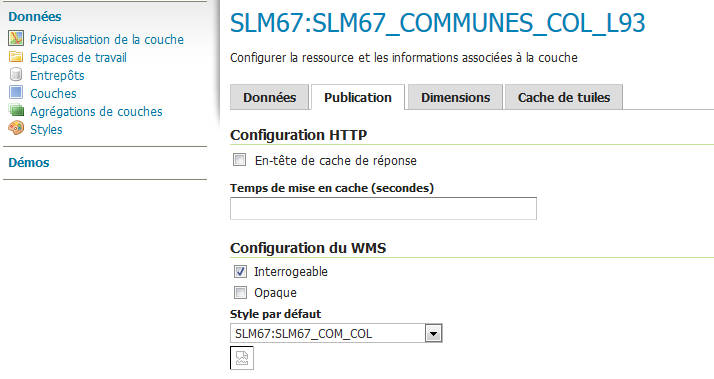 Données
Prévisualisation de la couche
Espaces de travail
Entrepôts
Couches
Agrégations de couches
Styles
Démos
SLM67:SLM67_COMMUNES_COL_L93
Configurer la ressource et les informations associées à la couche
Données
Publication
Dimensions
Cache de tuiles
Configuration HTTP
En-tête de cache de réponse
Temps de mise en cache (secondes)
Configuration du WMS
Interrogeable
Opaque
Style par défaut
SLM67:SLM67_COM_COL